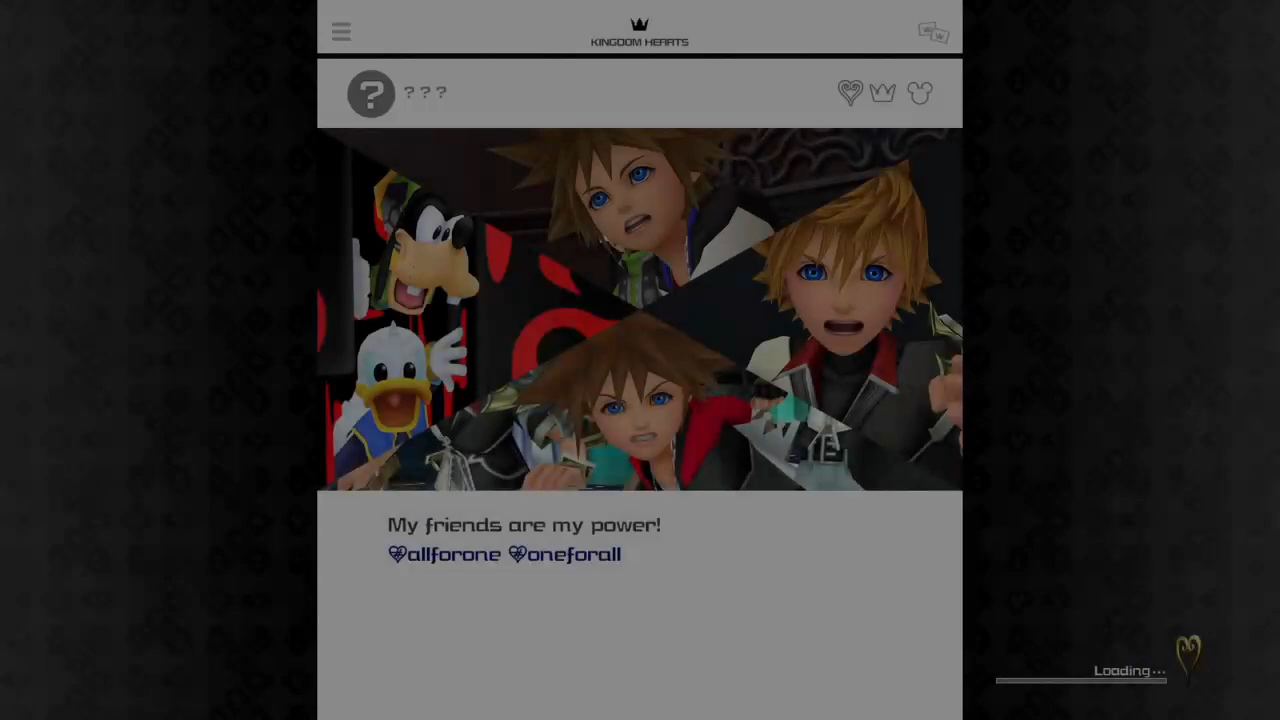 KINGDOM HEARTS
? ? ? ?
My friends are my power!
allforone oneforall
Loading...